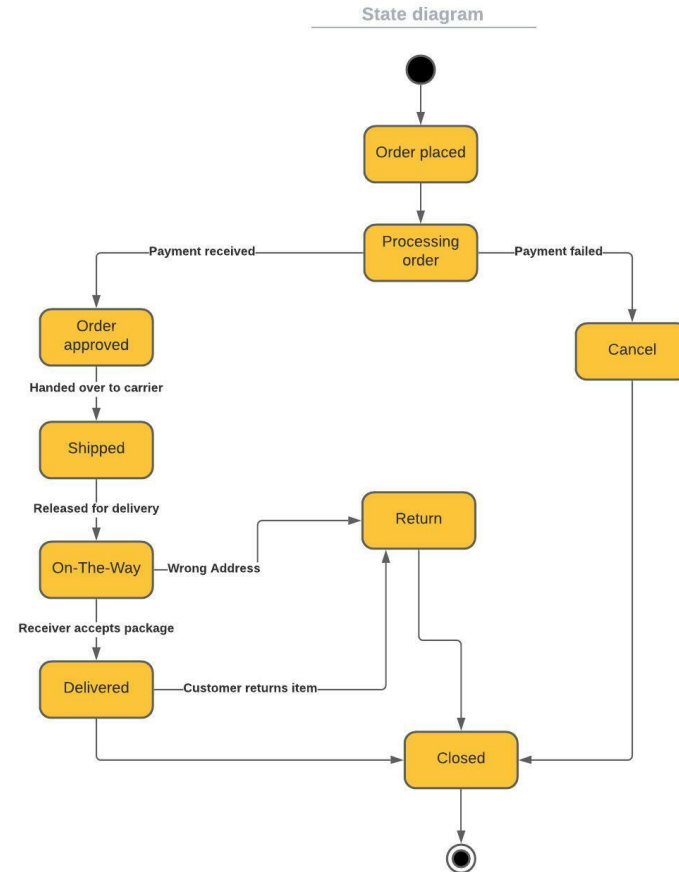 State diagram
Order placed
Processing
order
Payment received
Payment failed
Order
approved
Cancel
Handed over to carrier
Shipped
Released for delivery
Return
On-The-Way
Wrong Address
Receiver accepts package
Delivered
Customer returns item
Closed